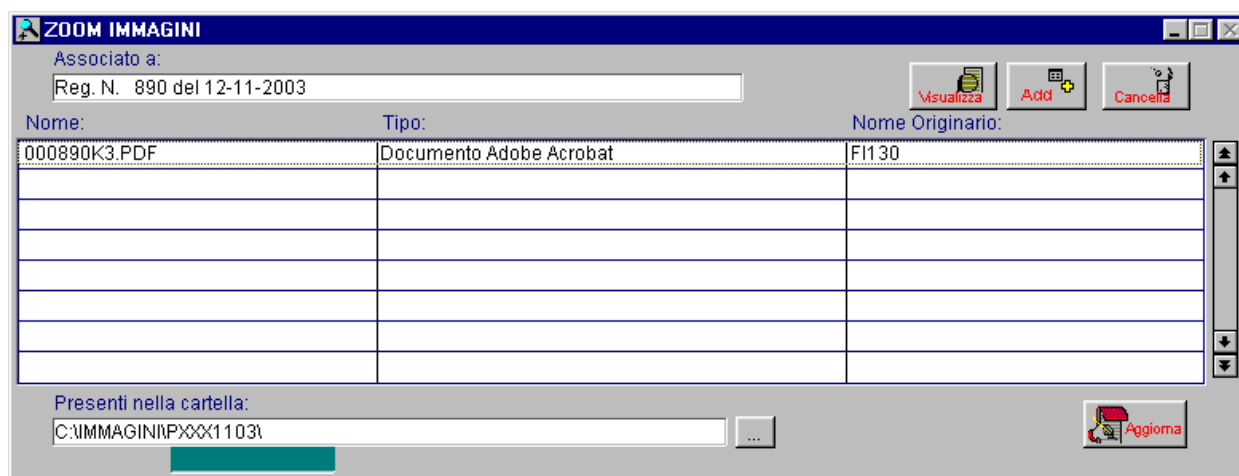 ZOOM IMMAGINI
Associato a:
Reg. N. 890 del 12-11-2003
Visualizza
Add
Cancella
Nome:
Tipo:
Nome Originario:
000890K3.PDF
Documento Adobe Acrobat
FI130
Presenti nella cartella:
C:\IMMAGINI\PXXX1103\
...
Aggiorna